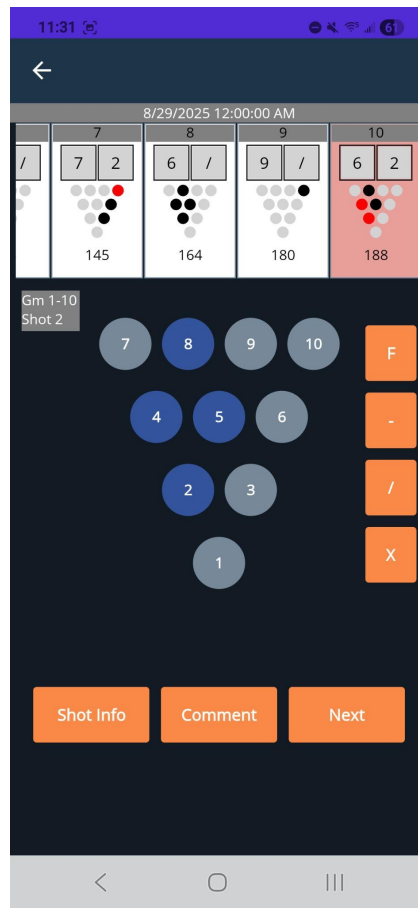 11:31
61
8/29/2025 12:00:00 AM
7 8 9 10
/ 7 2 6 / 9 / 6 2
145 164 180 188
Gm 1-10
Shot 2
7 8 9 10 F
4 5 6 -
2 3 /
1 X
Shot Info Comment Next